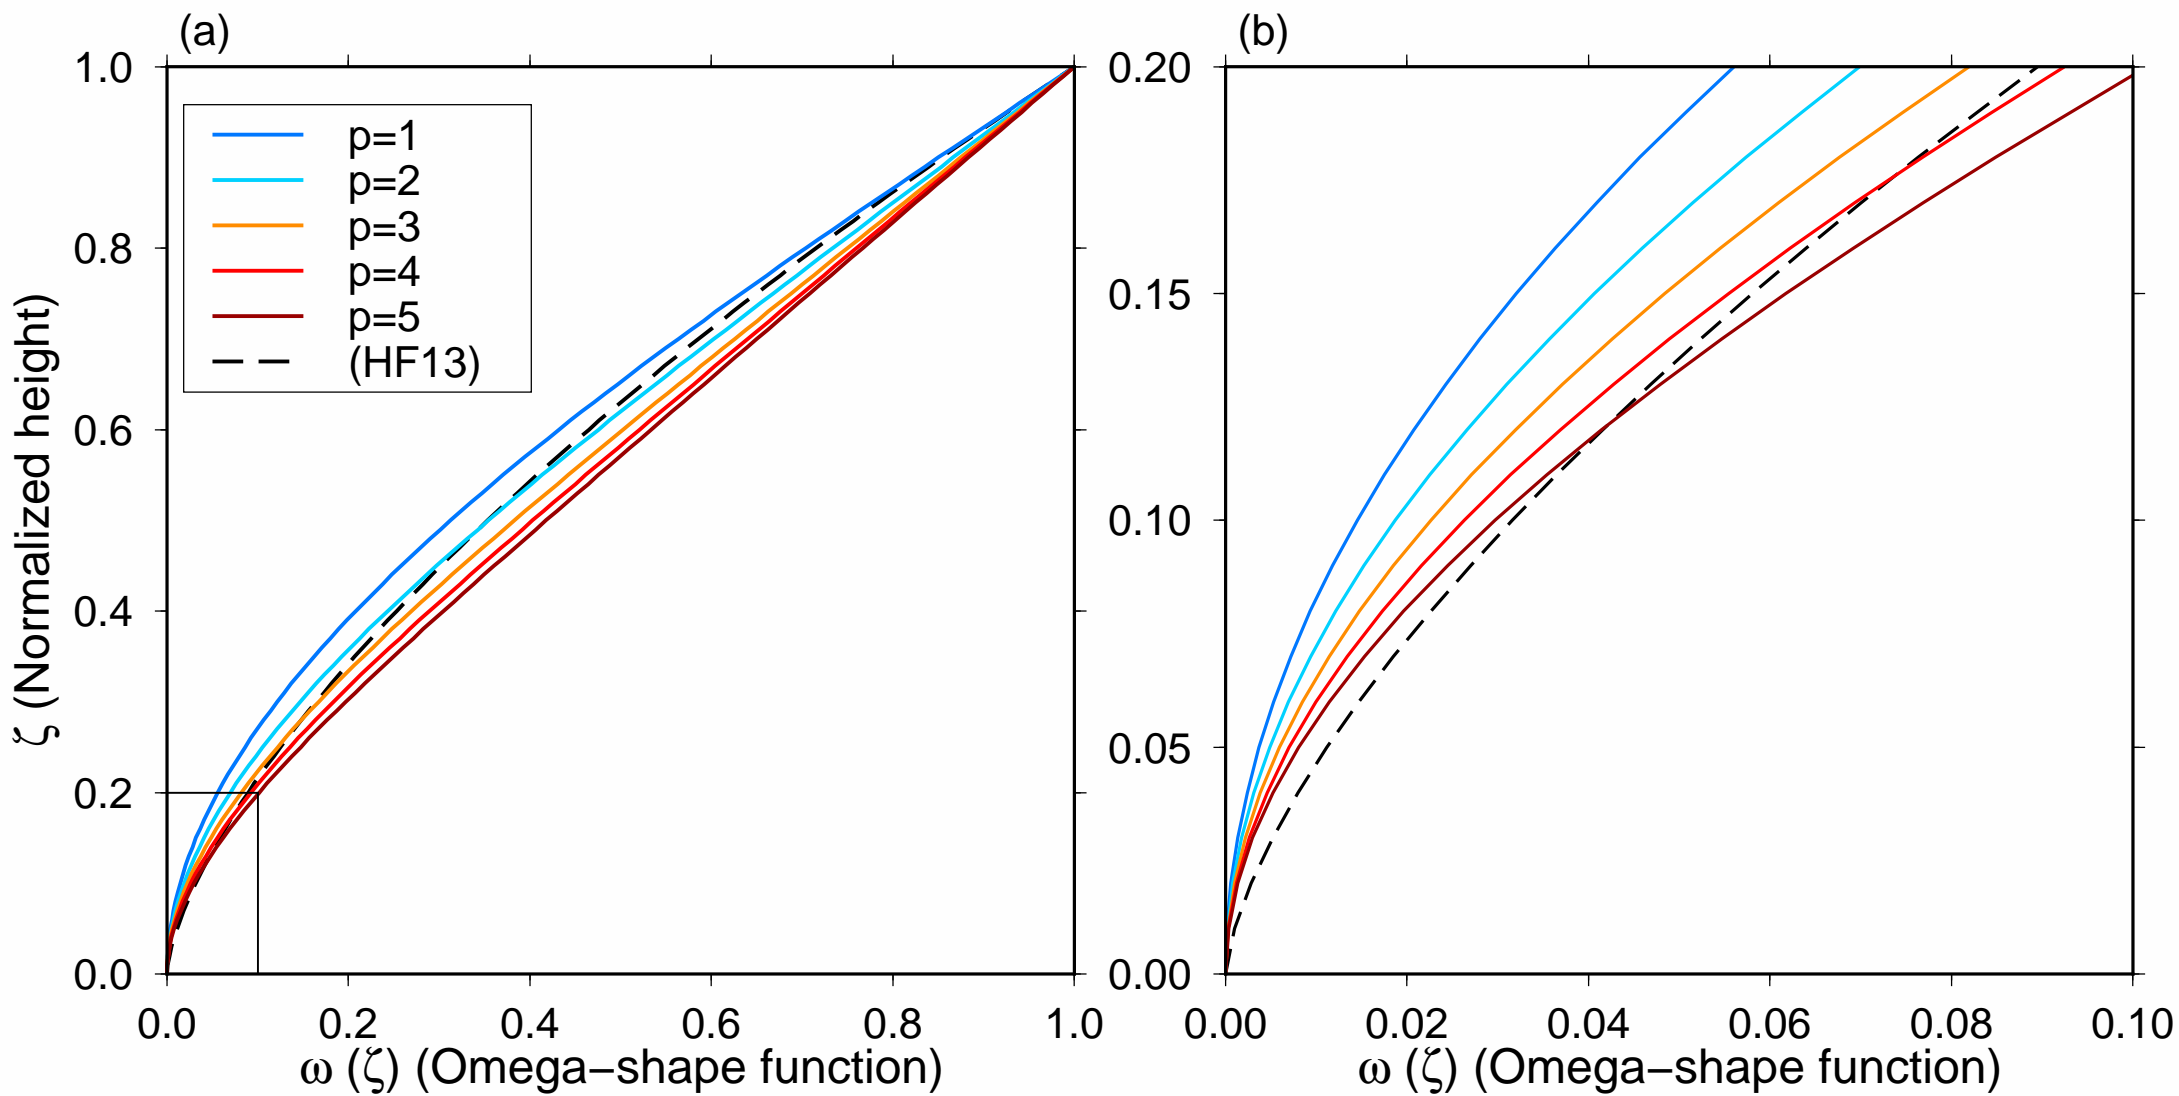 (a)
1.0
0.8
0.6
0.4
0.2
0.0
ζ (Normalized height)
p=1
p=2
p=3
p=4
p=5
(HF13)
0.0 0.2 0.4 0.6 0.8 1.0
ω (ζ) (Omega−shape function)
(b)
0.20
0.15
0.10
0.05
0.00
0.00 0.02 0.04 0.06 0.08 0.10
ω (ζ) (Omega−shape function)